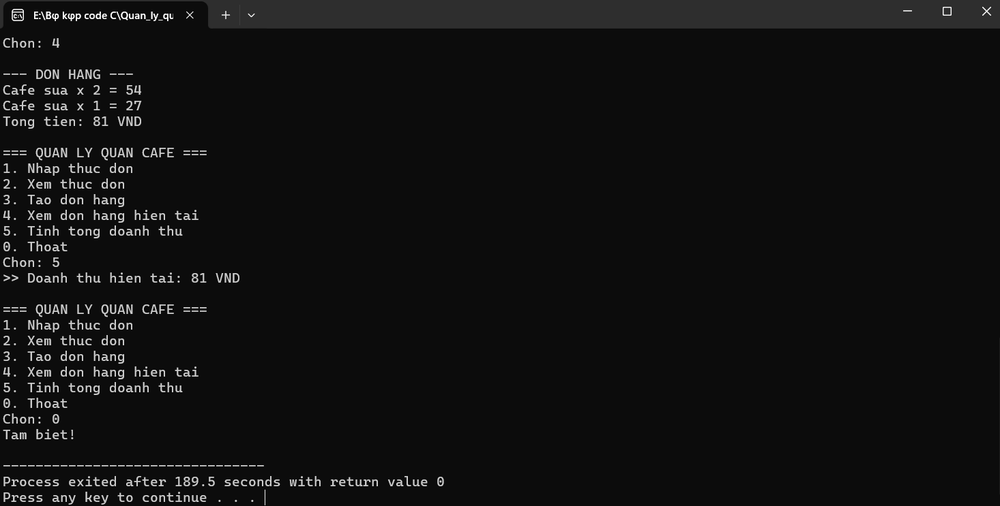 E:\Bφ kφp code C\Quan_ly_qu
Chon: 4
--- DON HANG ---
Cafe sua x 2 = 54
Cafe sua x 1 = 27
Tong tien: 81 VND
=== QUAN LY QUAN CAFE ===
1. Nhap thuc don
2. Xem thuc don
3. Tao don hang
4. Xem don hang hien tai
5. Tinh tong doanh thu
0. Thoat
Chon: 5
>> Doanh thu hien tai: 81 VND
=== QUAN LY QUAN CAFE ===
1. Nhap thuc don
2. Xem thuc don
3. Tao don hang
4. Xem don hang hien tai
5. Tinh tong doanh thu
0. Thoat
Chon: 0
Tam biet!
--------------------------------
Process exited after 189.5 seconds with return value 0
Press any key to continue . . .